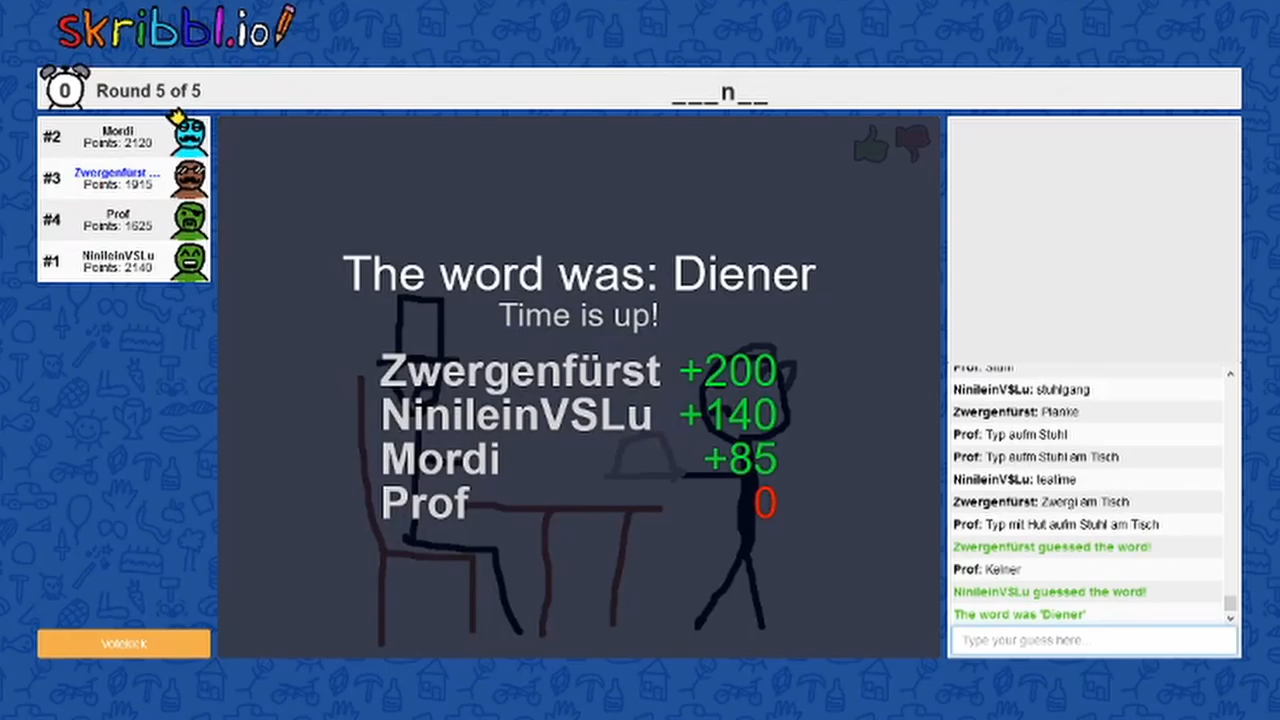 skribbl.io
0
Round 5 of 5
___n__
#2
Mordi
Points: 2120
#3
Zwergenfürst ...
Points: 1915
#4
Prof
Points: 1625
#1
NinileinVSLu
Points: 2140
The word was: Diener
Time is up!
Zwergenfürst +200
NinileinVSLu +140
Mordi +85
Prof 0
NinileinVSLu: stuhlgang
Zwergenfürst: Planke
Prof: Typ aufm Stuhl
Prof: Typ aufm Stuhl am Tisch
NinileinVSLu: teatime
Zwergenfürst: Zwergi am Tisch
Prof: Typ mit Hut aufm Stuhl am Tisch
Zwergenfürst guessed the word!
Prof: Kelner
NinileinVSLu guessed the word!
The word was 'Diener'
Type your guess here...
Votekick